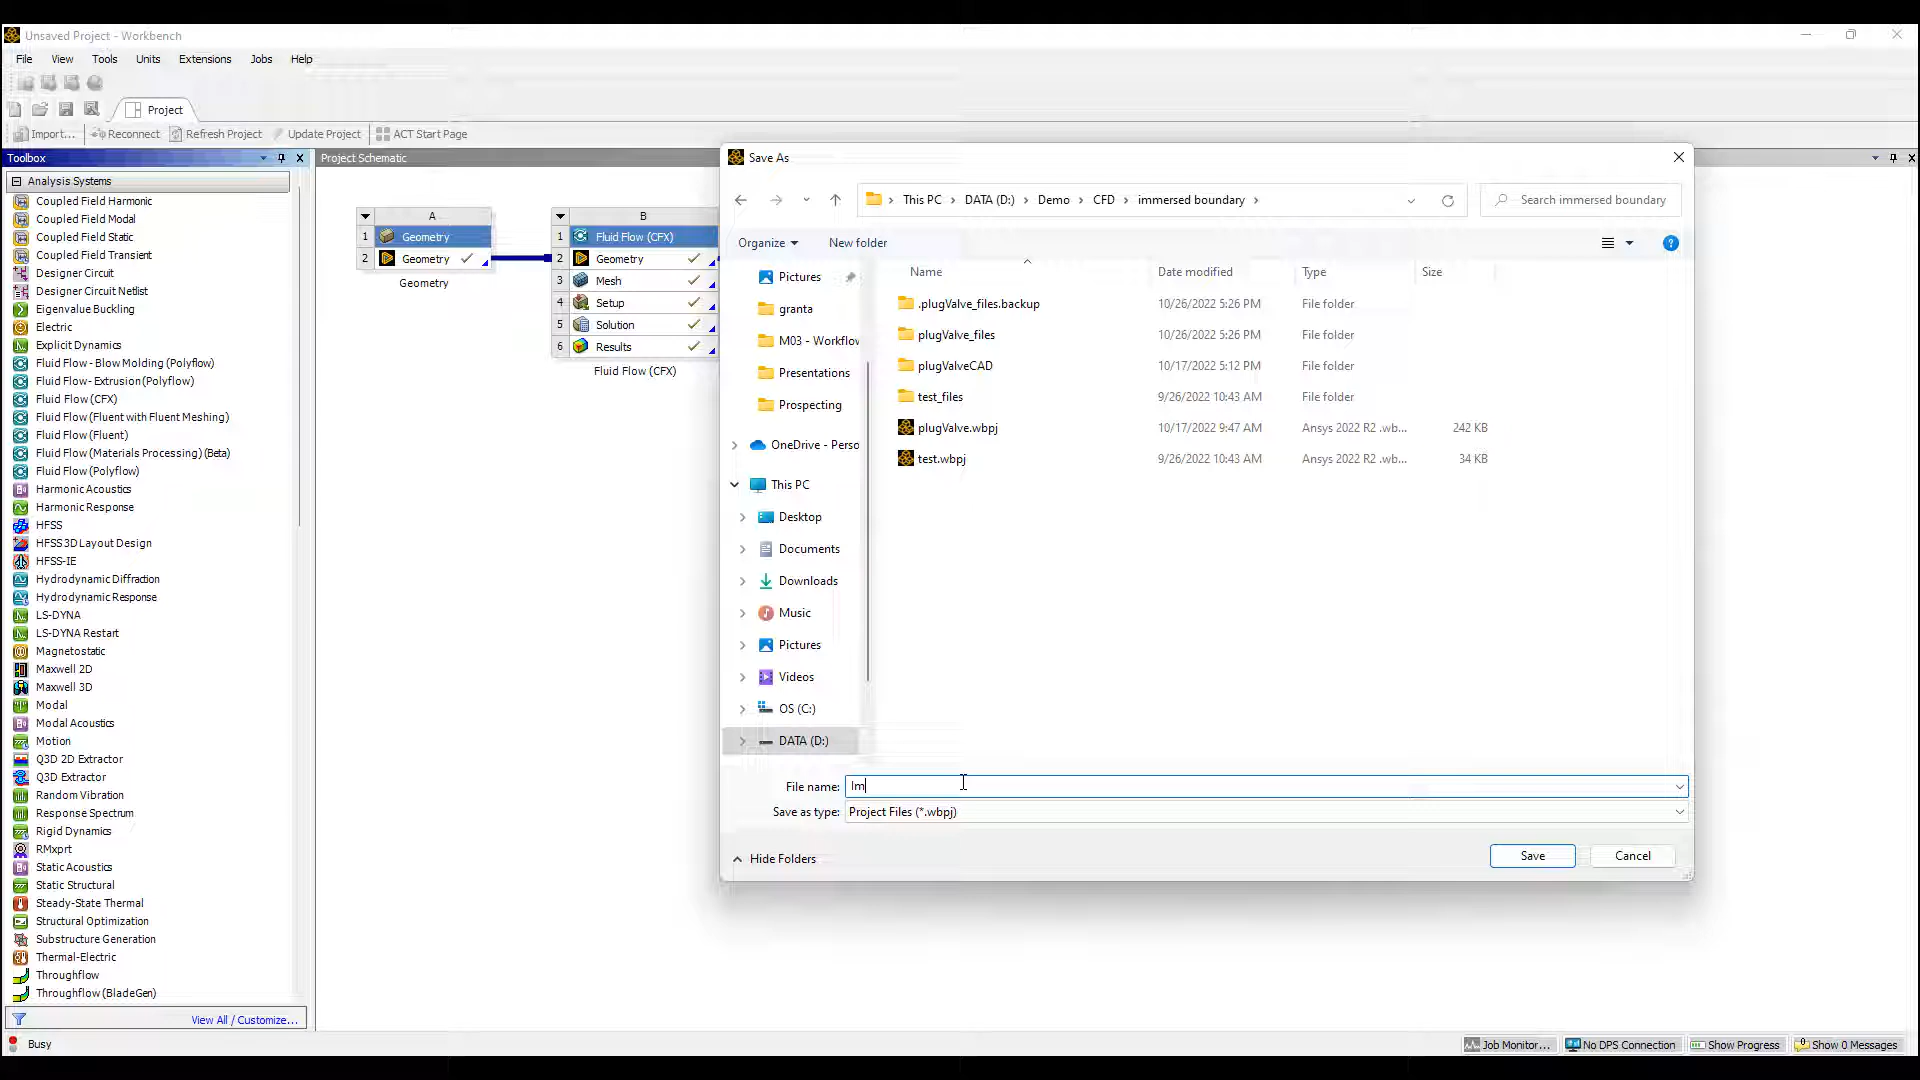 Unsaved Project - Workbench
File View Tools Units Extensions Jobs Help
Project
Import... Reconnect Refresh Project Update Project ACT Start Page
Toolbox
Analysis Systems
Coupled Field Harmonic
Coupled Field Modal
Coupled Field Static
Coupled Field Transient
Designer Circuit
Designer Circuit Netlist
Eigenvalue Buckling
Electric
Explicit Dynamics
Fluid Flow - Blow Molding (Polyflow)
Fluid Flow - Extrusion (Polyflow)
Fluid Flow (CFX)
Fluid Flow (Fluent with Fluent Meshing)
Fluid Flow (Fluent)
Fluid Flow (Materials Processing) (Beta)
Fluid Flow (Polyflow)
Harmonic Acoustics
Harmonic Response
HFSS
HFSS 3D Layout Design
HFSS-IE
Hydrodynamic Diffraction
Hydrodynamic Response
LS-DYNA
LS-DYNA Restart
Magnetostatic
Maxwell 2D
Maxwell 3D
Modal
Modal Acoustics
Motion
Q3D 2D Extractor
Q3D Extractor
Random Vibration
Response Spectrum
Rigid Dynamics
RMxprt
Static Acoustics
Static Structural
Steady-State Thermal
Structural Optimization
Substructure Generation
Thermal-Electric
Throughflow
Throughflow (BladeGen)
View All / Customize...
Project Schematic
A
1 Geometry
2 Geometry
Geometry
B
1 Fluid Flow (CFX)
2 Geometry
3 Mesh
4 Setup
5 Solution
6 Results
Fluid Flow (CFX)
Save As
This PC DATA (D:) Demo CFD immersed boundary
Search immersed boundary
Organize New folder
Pictures
granta
M03 - Workflow
Presentations
Prospecting
OneDrive - Perso
This PC
Desktop
Documents
Downloads
Music
Pictures
Videos
OS (C:)
DATA (D:)
Name Date modified Type Size
.plugValve_files.backup 10/26/2022 5:26 PM File folder
plugValve_files 10/26/2022 5:26 PM File folder
plugValveCAD 10/17/2022 5:12 PM File folder
test_files 9/26/2022 10:43 AM File folder
plugValve.wbpj 10/17/2022 9:47 AM Ansys 2022 R2 .wb... 242 KB
test.wbpj 9/26/2022 10:43 AM Ansys 2022 R2 .wb... 34 KB
File name: Im
Save as type: Project Files (*.wbpj)
Hide Folders
Save Cancel
Busy
Job Monitor... No DPS Connection Show Progress Show 0 Messages